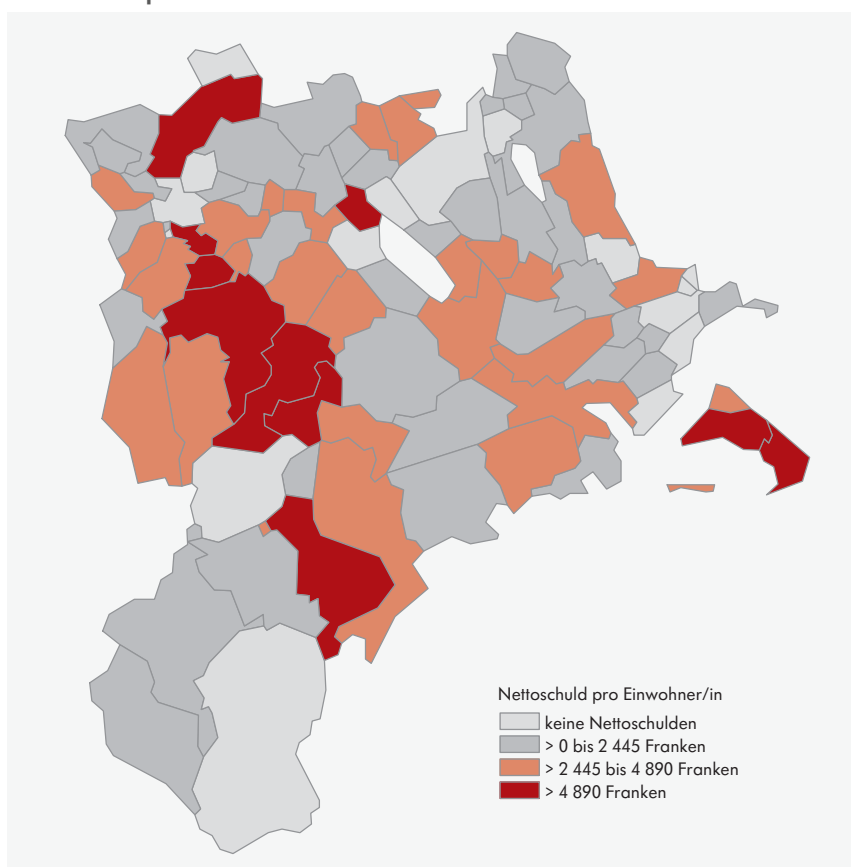 Nettoschuld pro Einwohner/in
keine Nettoschulden
> 0 bis 2 445 Franken
> 2 445 bis 4 890 Franken
> 4 890 Franken